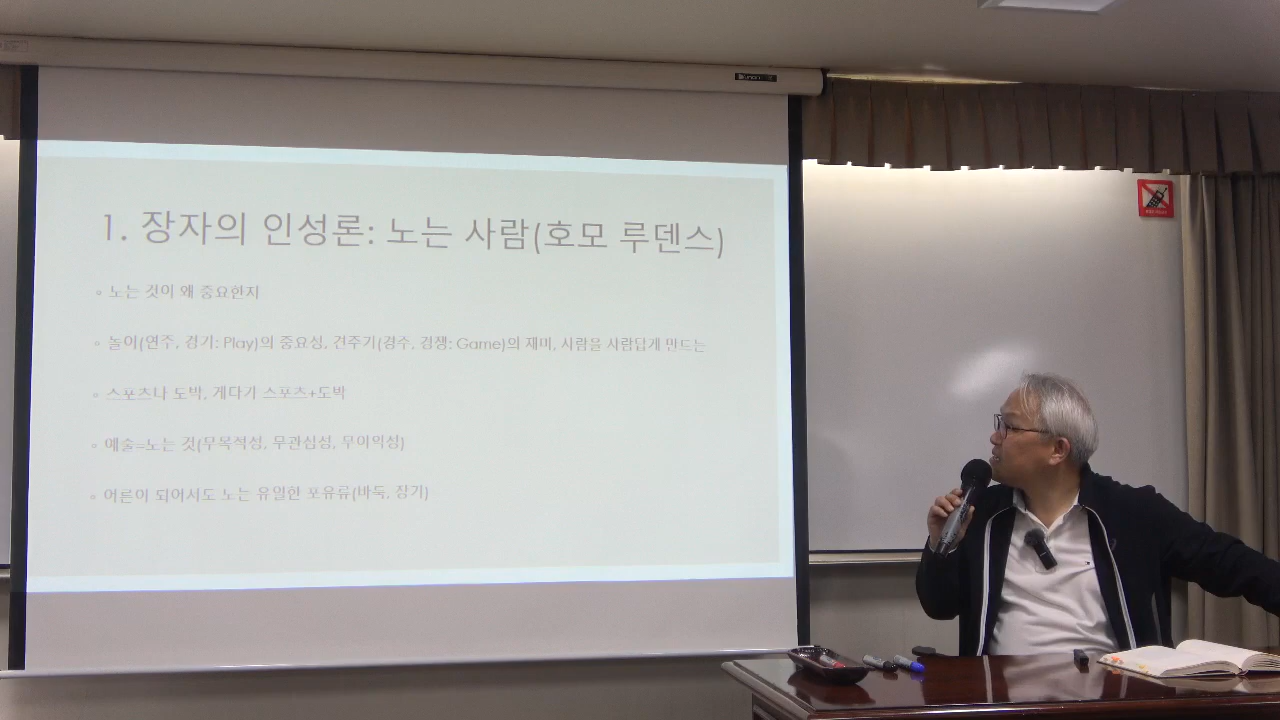 1. 장자의 인성론: 노는 사람(호모 루덴스)
◦ 노는 것이 왜 중요한지
◦ 놀이(연주, 경기: Play)의 중요성, 견주기(경수, 경쟁: Game)의 재미, 사람을 사람답게 만드는
◦ 스포츠나 도박, 게다가 스포츠+도박
◦ 예술=노는 것(무목적성, 무관심성, 무이익성)
◦ 어른이 되어서도 노는 유일한 포유류(바둑, 장기)